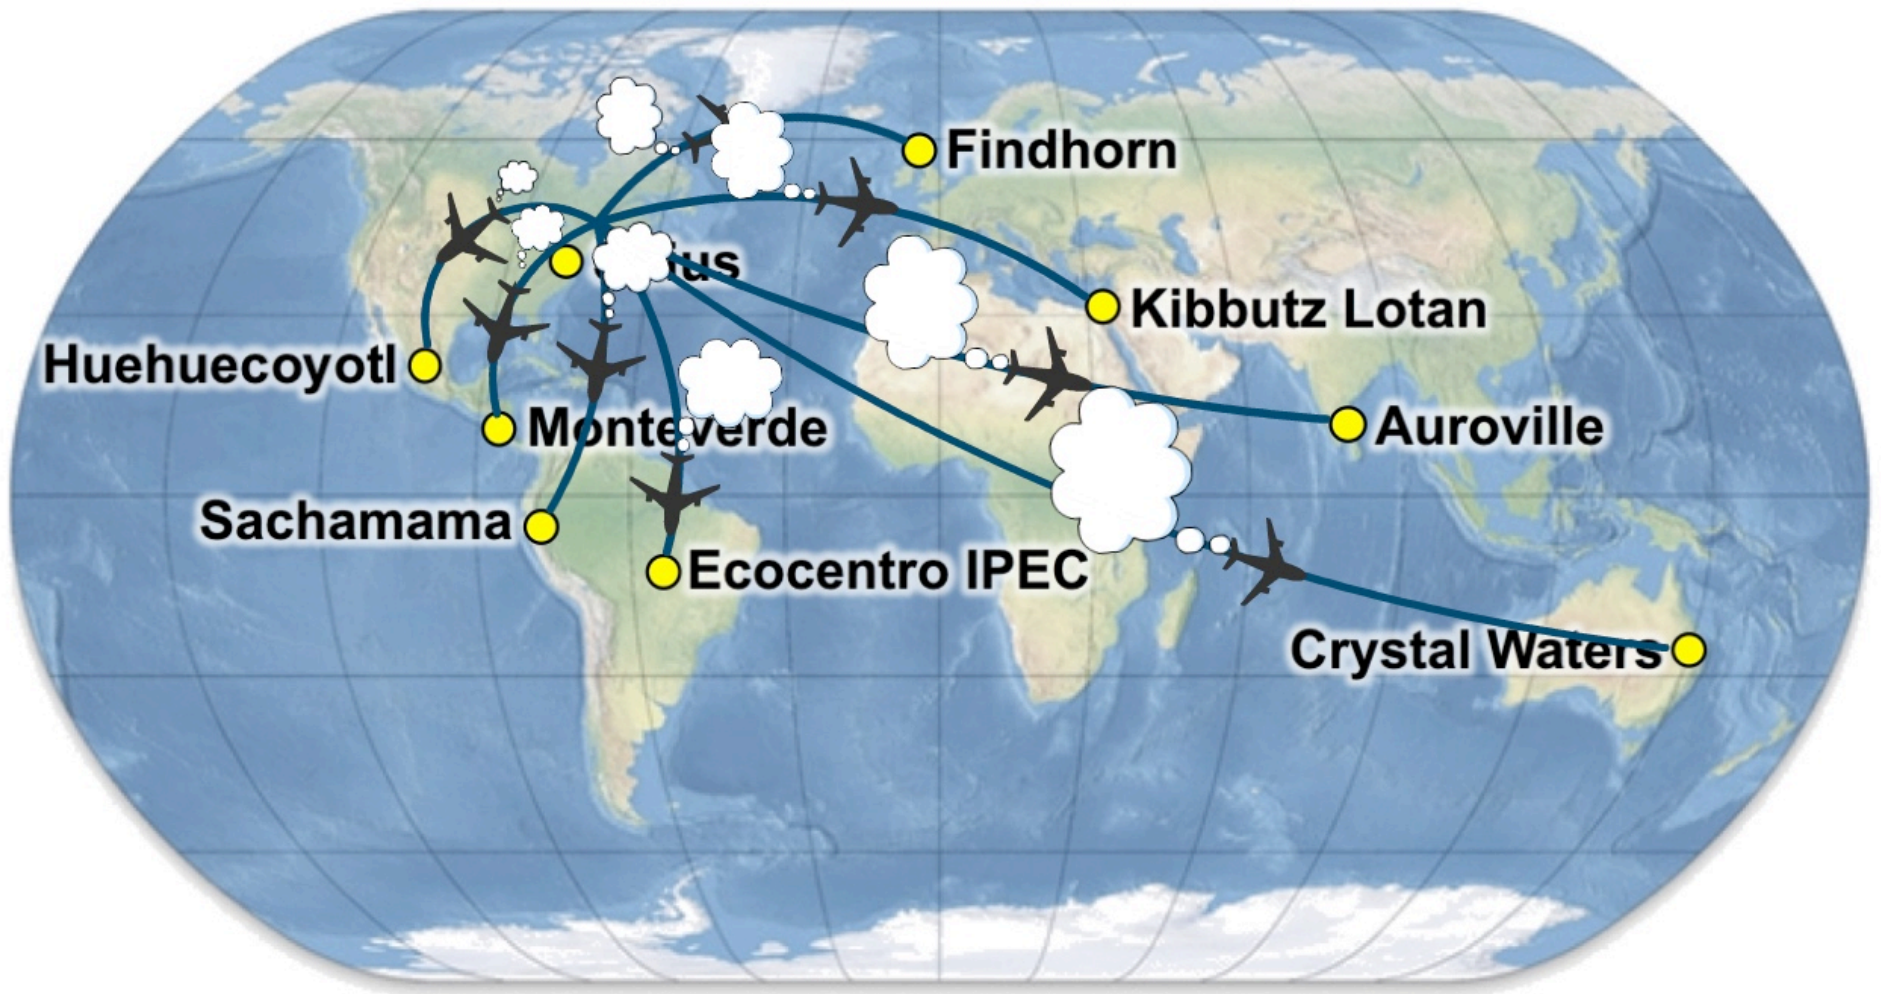 Findhorn
Kibbutz Lotan
Huehuecoyotl
Monteverde
Auroville
Sachamama
Ecocentro IPEC
Crystal Waters